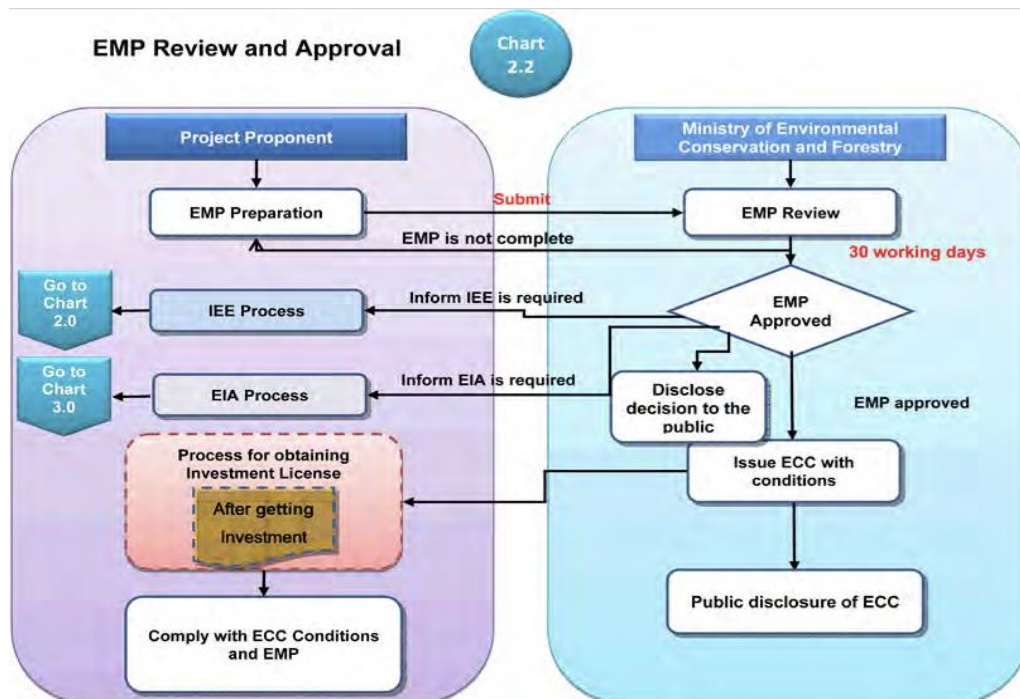 EMP Review and Approval
Chart
2.2
Project Proponent
Ministry of Environmental
Conservation and Forestry
EMP Preparation
Submit
EMP Review
EMP is not complete
30 working days
Go to
Chart
2.0
IEE Process
Inform IEE is required
EMP
Approved
Go to
Chart
3.0
EIA Process
Inform EIA is required
Disclose
decision to the
public
EMP approved
Process for obtaining
Investment License
After getting
Investment
Issue ECC with
conditions
Public disclosure of ECC
Comply with ECC Conditions
and EMP